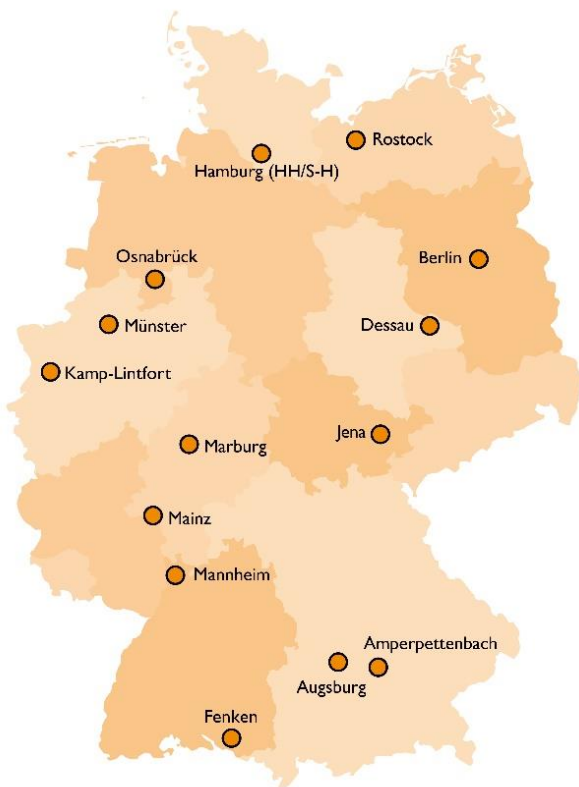 Rostock
Hamburg (HH/S-H)
Osnabrück
Berlin
Münster
Dessau
Kamp-Lintfort
Jena
Marburg
Mainz
Mannheim
Amperpettenbach
Augsburg
Fenken